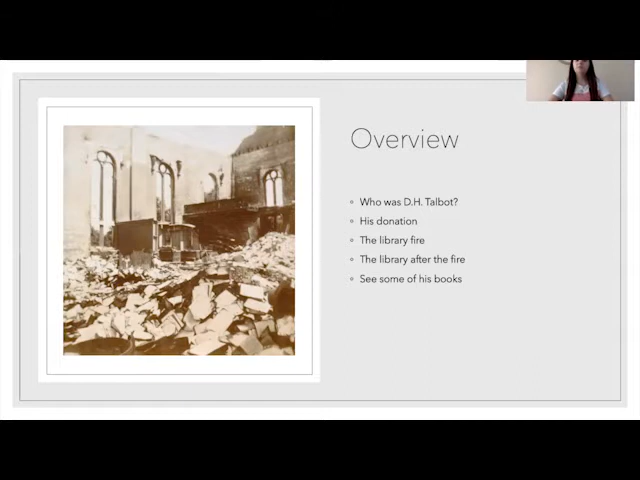 Overview
Who was D.H. Talbot?
His donation
The library fire
The library after the fire
See some of his books